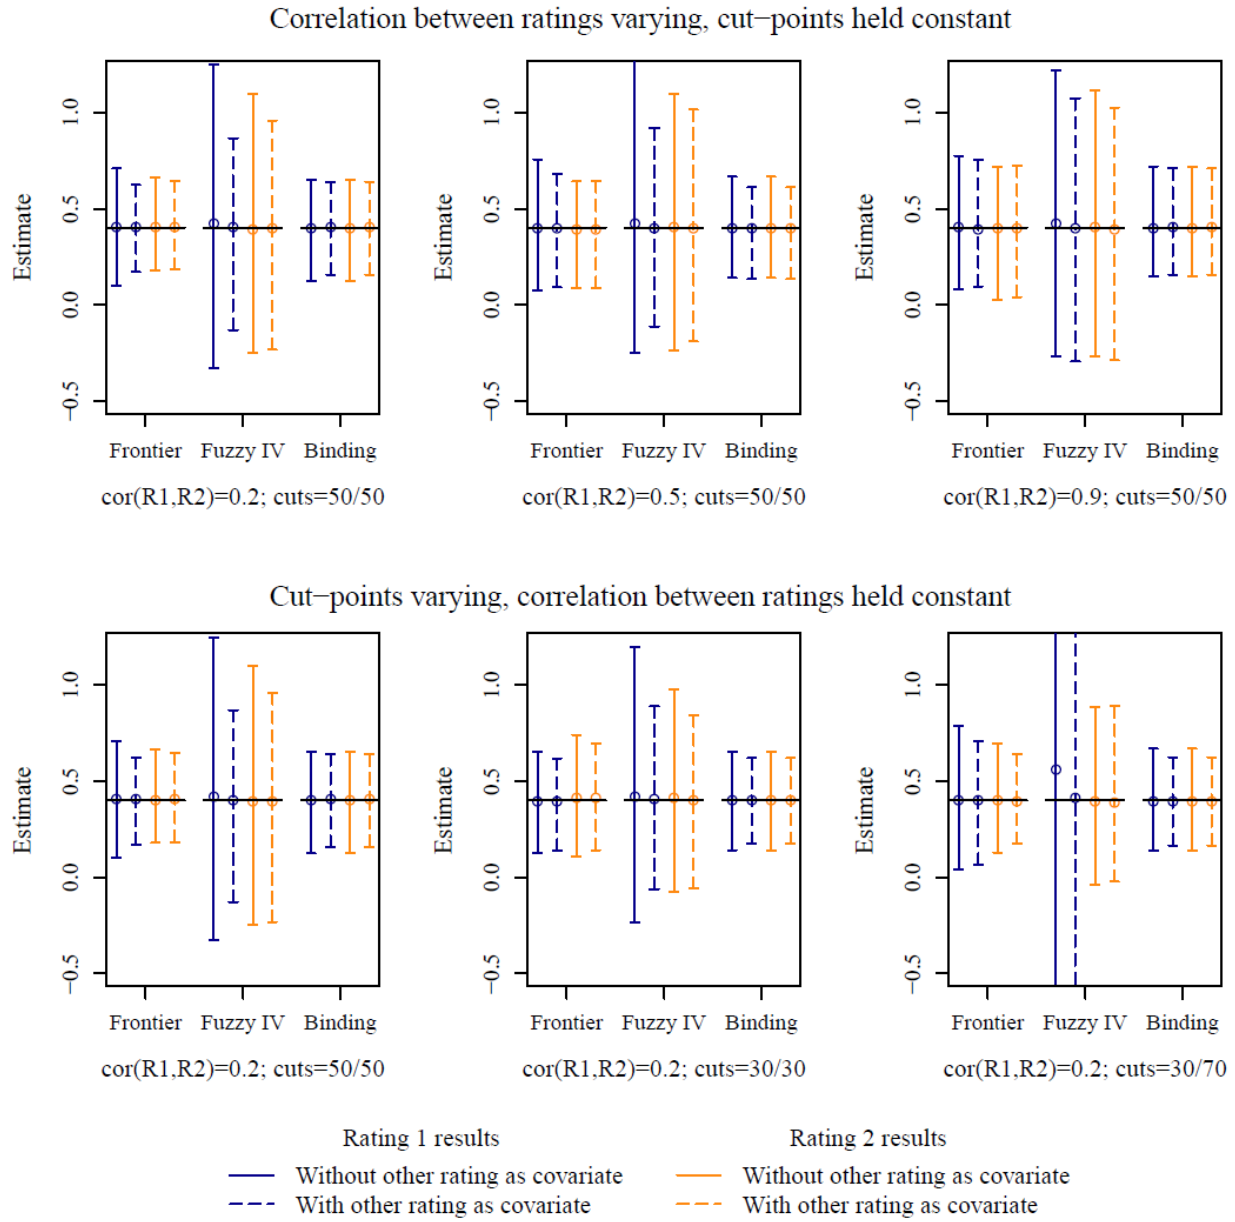 Correlation between ratings varying, cut−points held constant
Estimate
1.0
0.5
0.0
−0.5
Frontier Fuzzy IV Binding
cor(R1,R2)=0.2; cuts=50/50
Estimate
1.0
0.5
0.0
−0.5
Frontier Fuzzy IV Binding
cor(R1,R2)=0.5; cuts=50/50
Estimate
1.0
0.5
0.0
−0.5
Frontier Fuzzy IV Binding
cor(R1,R2)=0.9; cuts=50/50
Cut−points varying, correlation between ratings held constant
Estimate
1.0
0.5
0.0
−0.5
Frontier Fuzzy IV Binding
cor(R1,R2)=0.2; cuts=50/50
Estimate
1.0
0.5
0.0
−0.5
Frontier Fuzzy IV Binding
cor(R1,R2)=0.2; cuts=30/30
Estimate
1.0
0.5
0.0
−0.5
Frontier Fuzzy IV Binding
cor(R1,R2)=0.2; cuts=30/70
Rating 1 results
Without other rating as covariate
With other rating as covariate
Rating 2 results
Without other rating as covariate
With other rating as covariate